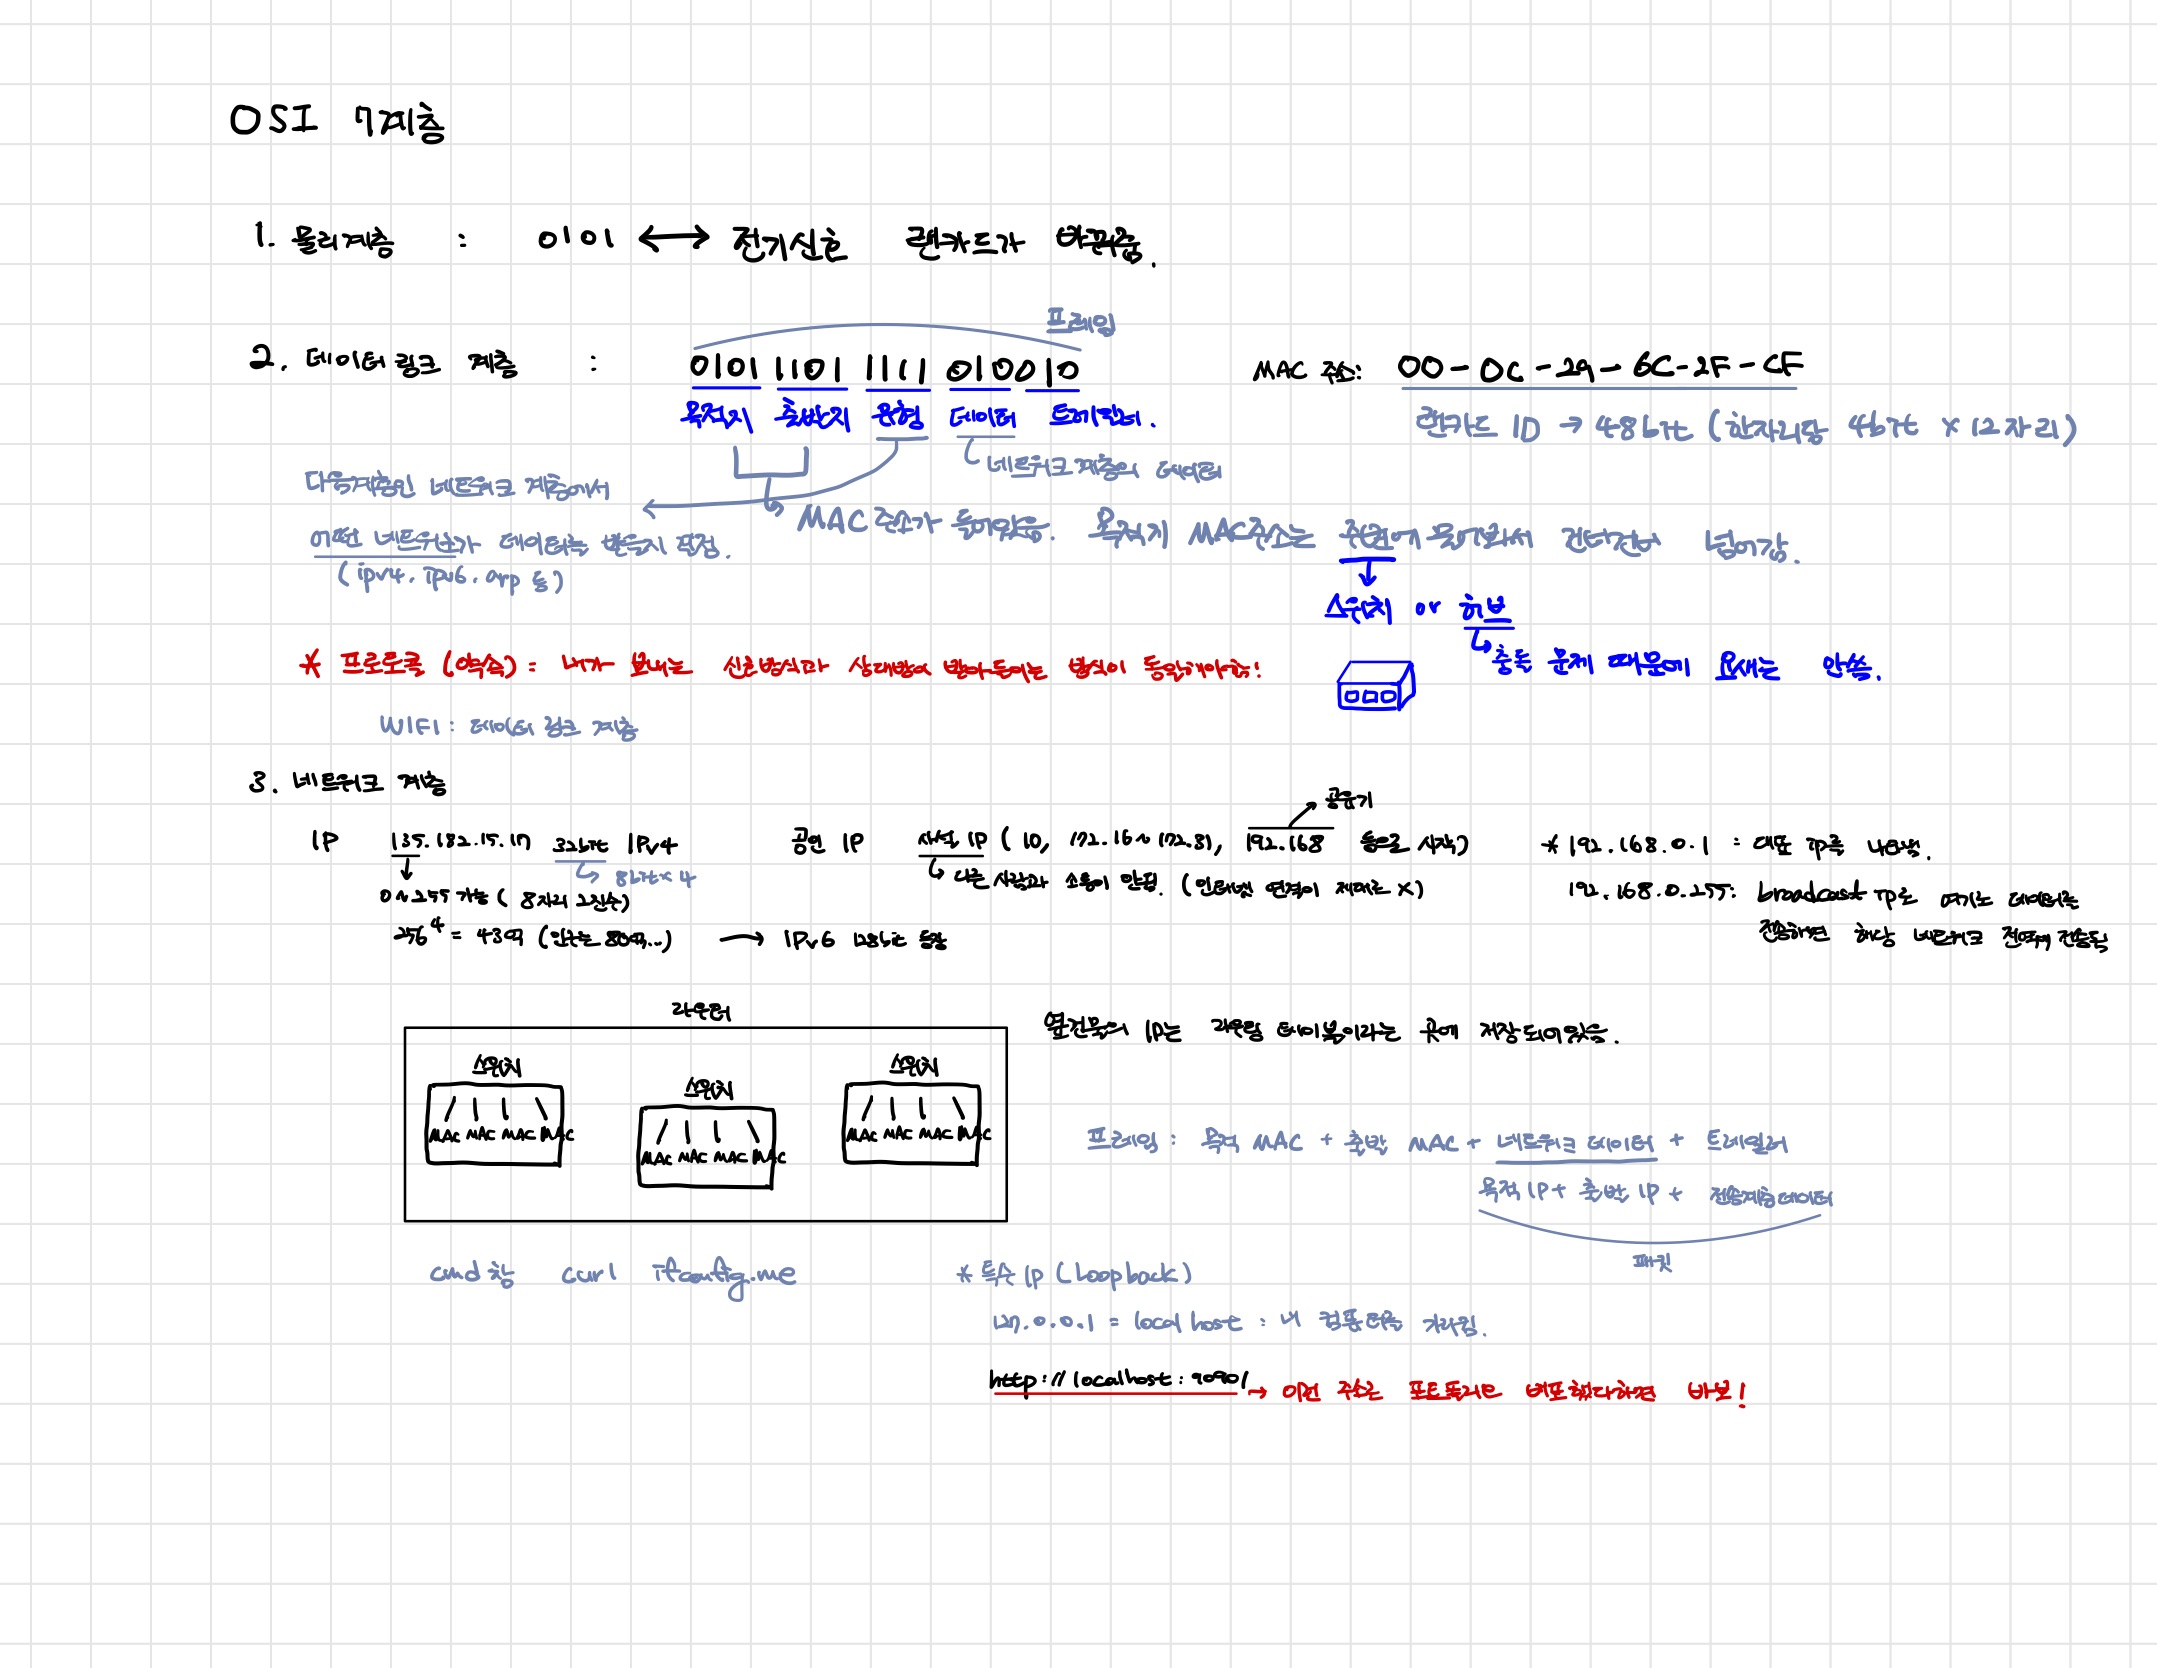 OSI 7계층
1. 물리계층 : 0101 ↔ 전기신호 랜카드가 바꿔줌.
프레임
2. 데이터 링크 계층 : 0101 1101 1111 010010
목적지 출발지 유형 데이터 트레일러.
MAC 주소: 00-0C-29-6C-2F-CF
랜카드 ID → 48bit (한자리당 4bit × 12자리)
네트워크 계층의 데이터
다음계층인 네트워크 계층에서
어떤 네트워크가 데이터를 받을지 결정.
(ipv4. ipv6. arp 등)
MAC 주소가 들어있음. 목적지 MAC주소는 주변에 물어봐서 건너건너 넘어감.
스위치 or 허브
충돌 문제 때문에 요새는 안씀.
* 프로토콜 (약속) = 내가 보내는 신호방식과 상대방이 받아들이는 방식이 동일해야함!
WIFI : 데이터 링크 계층
3. 네트워크 계층
공유기
IP 135.182.15.17 32bit IPv4
8bit × 4
0~255 가능 ( 8자리 2진수)
256⁴ = 43억 (인구는 80억..) → IPv6 128bit 등장
공인 IP 사설 IP ( 10, 172.16~172.31, 192.168 등으로 시작)
다른 사람과 소통이 안됨. (인터넷 연결이 제대로 X)
* 192.168.0.1 : 대표 ip를 나타냄.
192.168.0.255: broadcast ip로 여기로 데이터를
전송하면 해당 네트워크 전역에 전송됨
라우터
스위치 스위치 스위치
MAC MAC MAC MAC
MAC MAC MAC MAC
MAC MAC MAC MAC
옆건물의 IP는 라우팅 테이블이라는 곳에 저장되어있음.
프레임 : 목적 MAC + 출발 MAC + 네트워크 데이터 + 트레일러
목적 IP + 출발 IP + 전송계층데이터
패킷
cmd 창 curl ifconfig.me
* 특수 IP (Loopback)
127.0.0.1 = localhost : 내 컴퓨터를 가리킴.
http://localhost:9090/ → 이런 주소로 포트폴리오 배포했다하면 바보!